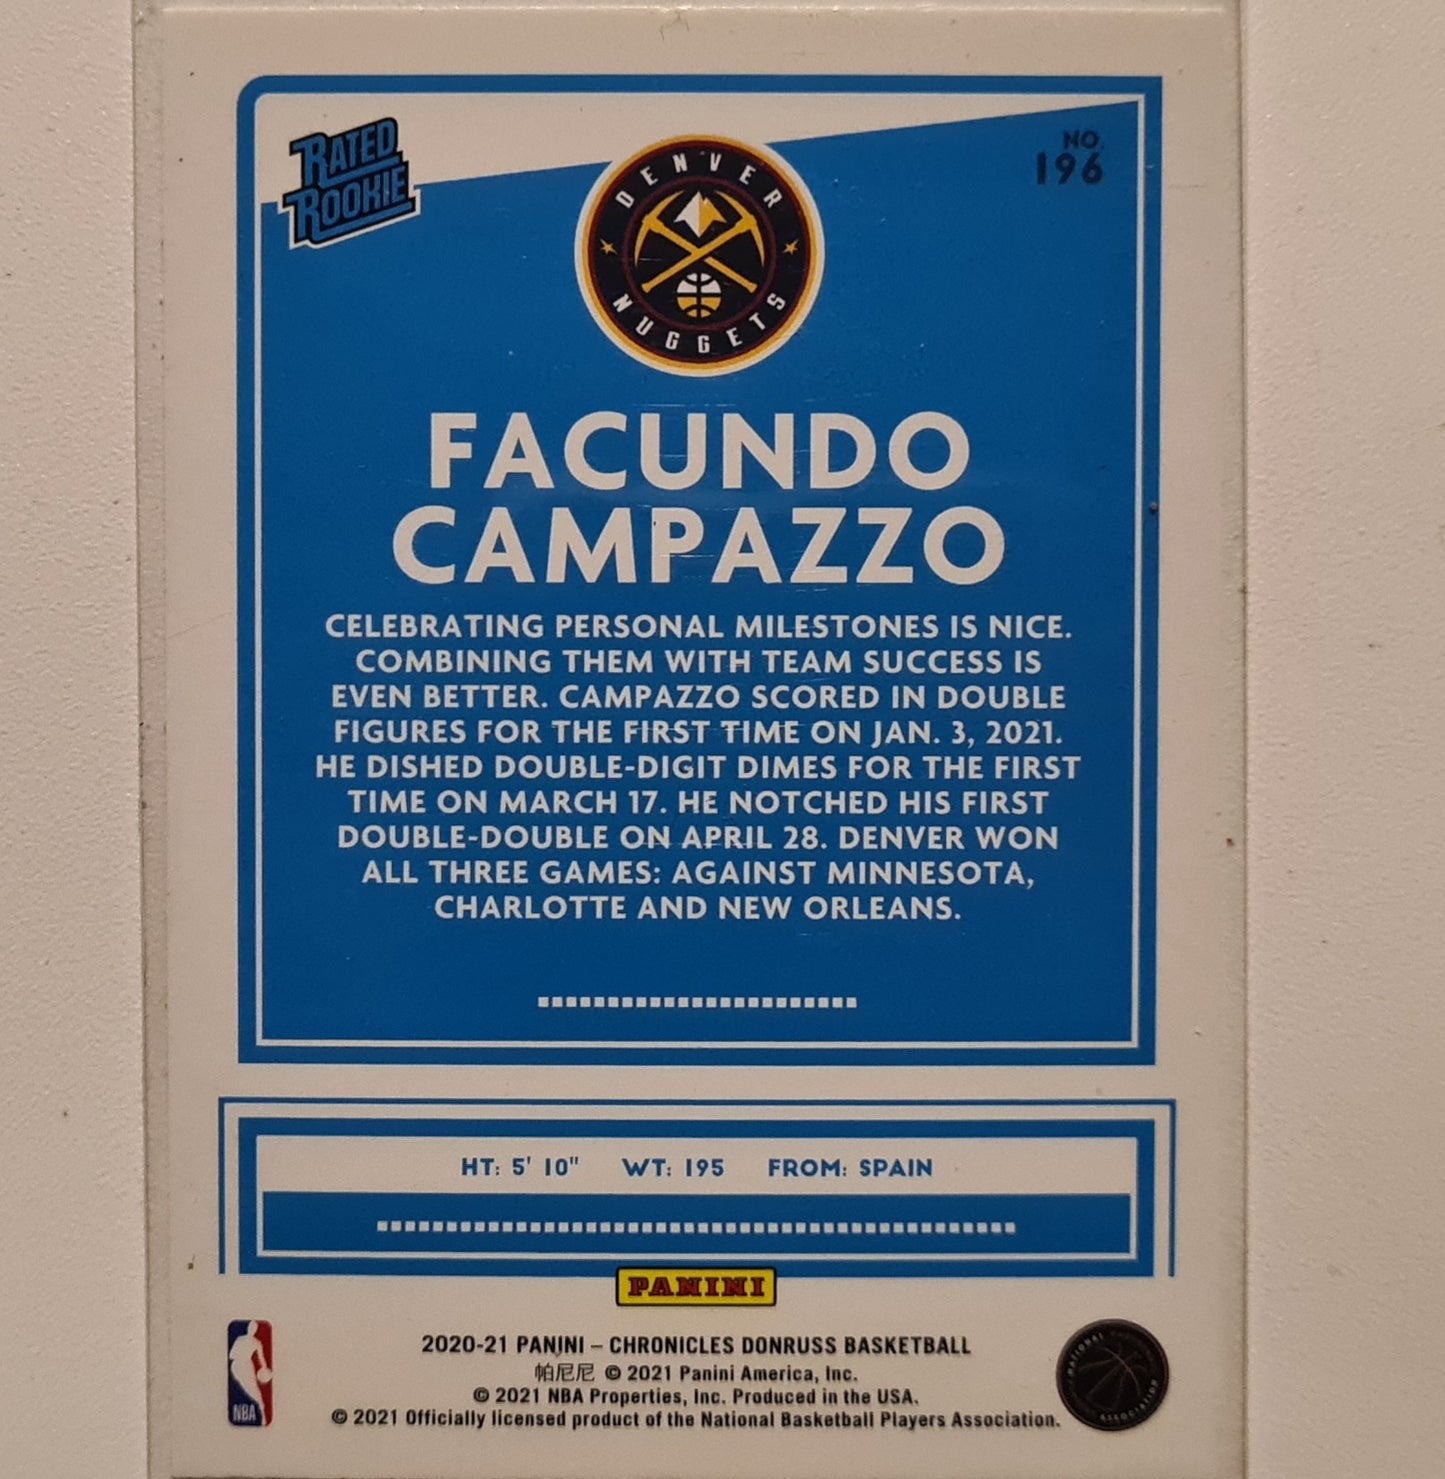 RATED
ROOKIE
NO.
196
DENVER
NUGGETS
FACUNDO
CAMPAZZO
CELEBRATING PERSONAL MILESTONES IS NICE.
COMBINING THEM WITH TEAM SUCCESS IS
EVEN BETTER. CAMPAZZO SCORED IN DOUBLE
FIGURES FOR THE FIRST TIME ON JAN. 3, 2021.
HE DISHED DOUBLE-DIGIT DIMES FOR THE FIRST
TIME ON MARCH 17. HE NOTCHED HIS FIRST
DOUBLE-DOUBLE ON APRIL 28. DENVER WON
ALL THREE GAMES: AGAINST MINNESOTA,
CHARLOTTE AND NEW ORLEANS.
HT: 5' 10" WT: 195 FROM: SPAIN
PANINI
2020-21 PANINI – CHRONICLES DONRUSS BASKETBALL
帕尼尼 © 2021 Panini America, Inc.
© 2021 NBA Properties, Inc. Produced in the USA.
© 2021 Officially licensed product of the National Basketball Players Association.
NBA
NATIONAL
ASSOCIATION